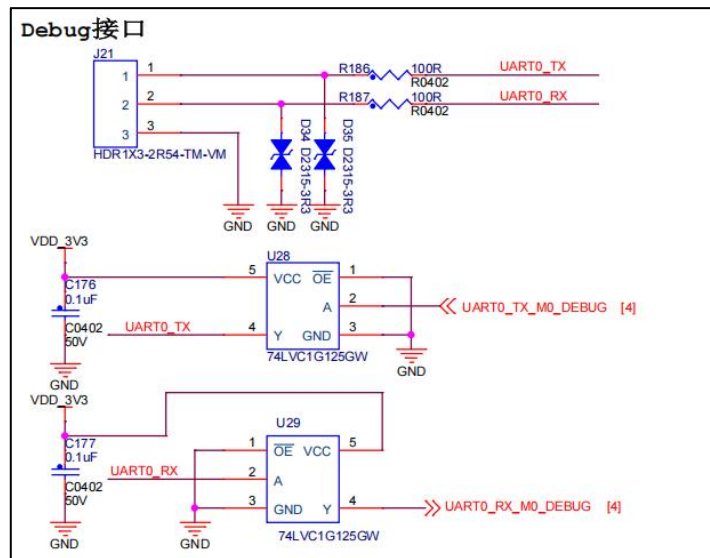 Debug接口
J21
1 1
2 2
3 3
HDR1X3-2R54-TM-VM
R186 100R UART0_TX
R0402
R187 100R UART0_RX
R0402
D34 D2315-3R3
D35 D2315-3R3
GND GND GND
VDD_3V3
C176
0.1uF
C0402
50V
GND
UART0_TX
U28
5 VCC OE 1
A 2 UART0_TX_M0_DEBUG [4]
4 Y GND 3
74LVC1G125GW
GND
VDD_3V3
C177
0.1uF
C0402
50V
GND
UART0_RX
U29
1 OE VCC 5
2 A
3 GND Y 4 UART0_RX_M0_DEBUG [4]
74LVC1G125GW
GND